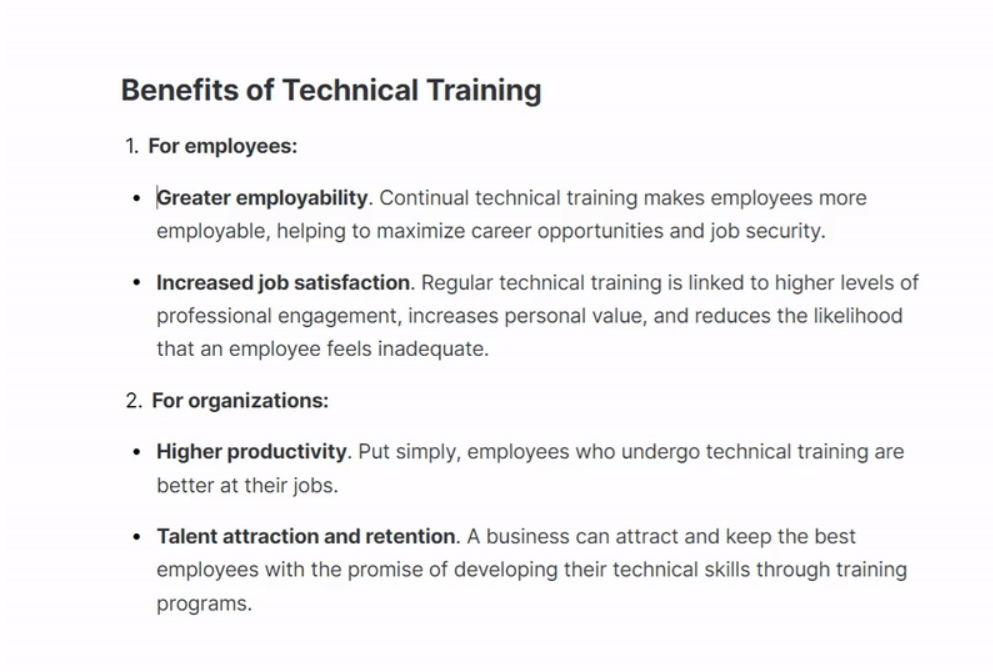 Benefits of Technical Training
1. For employees:
• Greater employability. Continual technical training makes employees more
employable, helping to maximize career opportunities and job security.
• Increased job satisfaction. Regular technical training is linked to higher levels of
professional engagement, increases personal value, and reduces the likelihood
that an employee feels inadequate.
2. For organizations:
• Higher productivity. Put simply, employees who undergo technical training are
better at their jobs.
• Talent attraction and retention. A business can attract and keep the best
employees with the promise of developing their technical skills through training
programs.